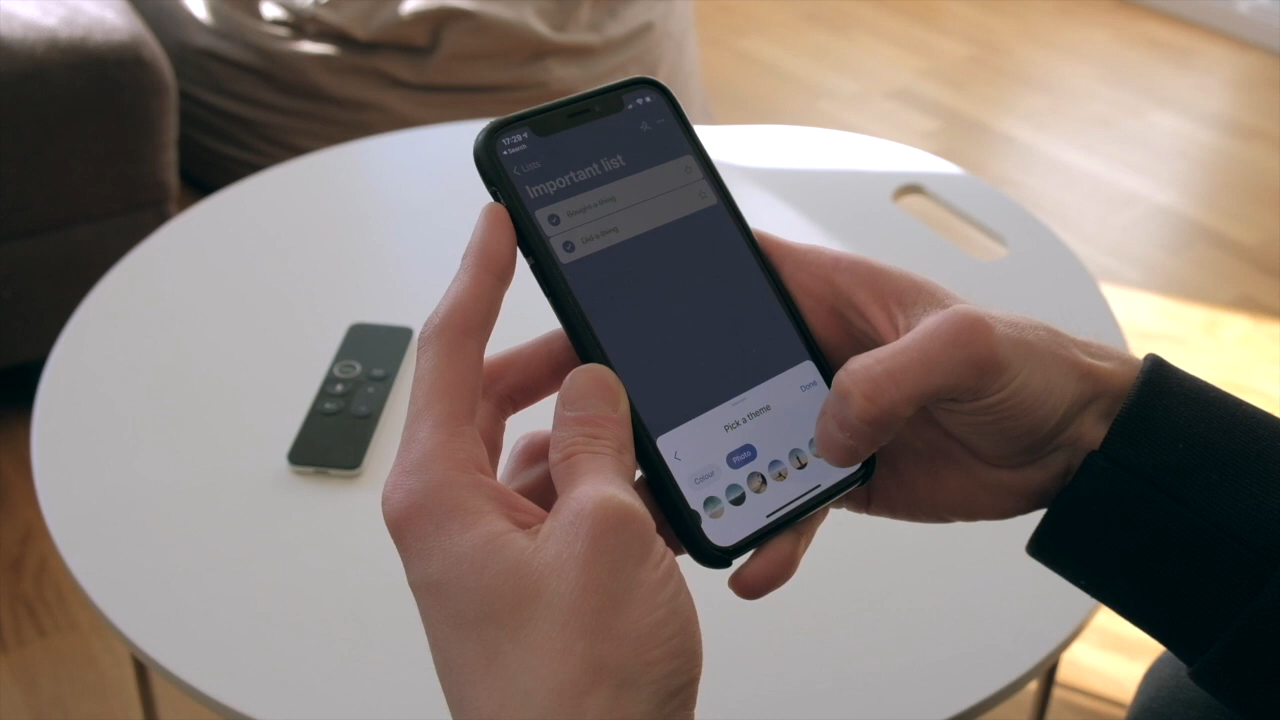 17:29
Search
Lists
Important list
Bought a thing
Did a thing
Done
Pick a theme
Colour
Photo